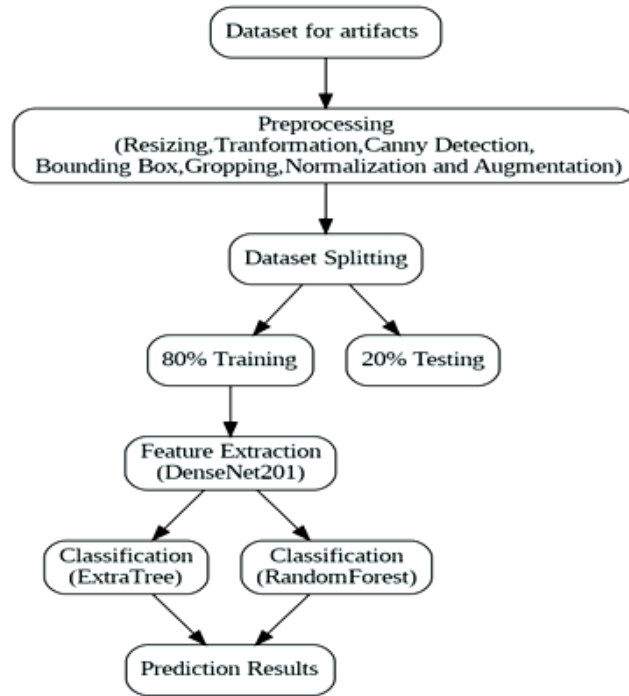 Dataset for artifacts
Preprocessing
(Resizing,Tranformation,Canny Detection,
Bounding Box,Gropping,Normalization and Augmentation)
Dataset Splitting
80% Training
20% Testing
Feature Extraction
(DenseNet201)
Classification
(ExtraTree)
Classification
(RandomForest)
Prediction Results